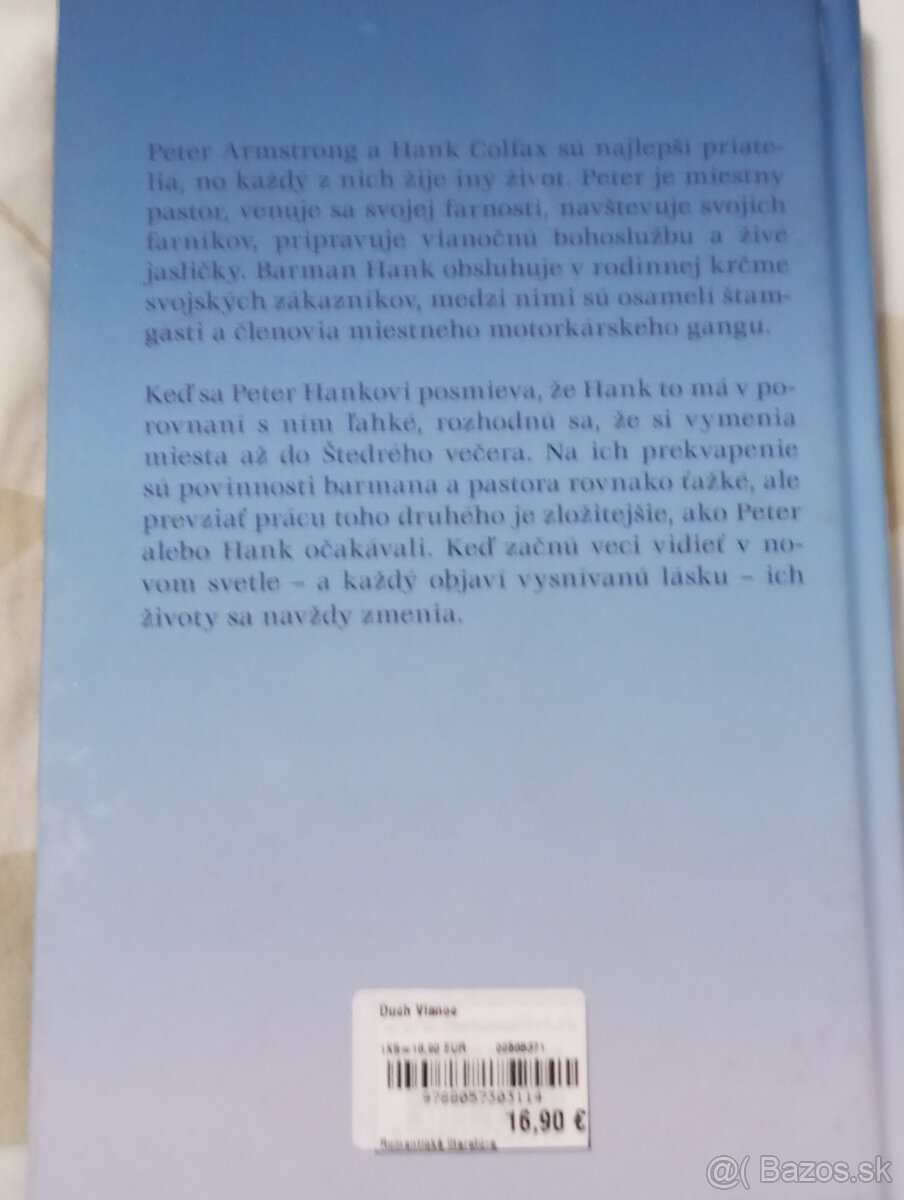 Peter Armstrong a Hank Colfax sú najlepší priate-
lia, no každý z nich žije iný život. Peter je miestny
pastor, venuje sa svojej farnosti, navštevuje svojich
farníkov, pripravuje vianočnú bohoslužbu a živé
jasličky. Barman Hank obsluhuje v rodinnej krčme
svojských zákazníkov, medzi nimi sú osamelí štam-
gasti a členovia miestneho motorkárskeho gangu.
Keď sa Peter Hankovi posmieva, že Hank to má v po-
rovnaní s ním ľahké, rozhodnú sa, že si vymenia
miesta až do Štedrého večera. Na ich prekvapenie
sú povinnosti barmana a pastora rovnako ťažké, ale
prevziať prácu toho druhého je zložitejšie, ako Peter
alebo Hank očakávali. Keď začnú veci vidieť v no-
vom svetle – a každý objaví vysnívanú lásku – ich
životy sa navždy zmenia.
Duch Vianoc
1KS=16,90 EUR
9788057303114
16,90 €
Romantická literatúra
@( Bazos.sk